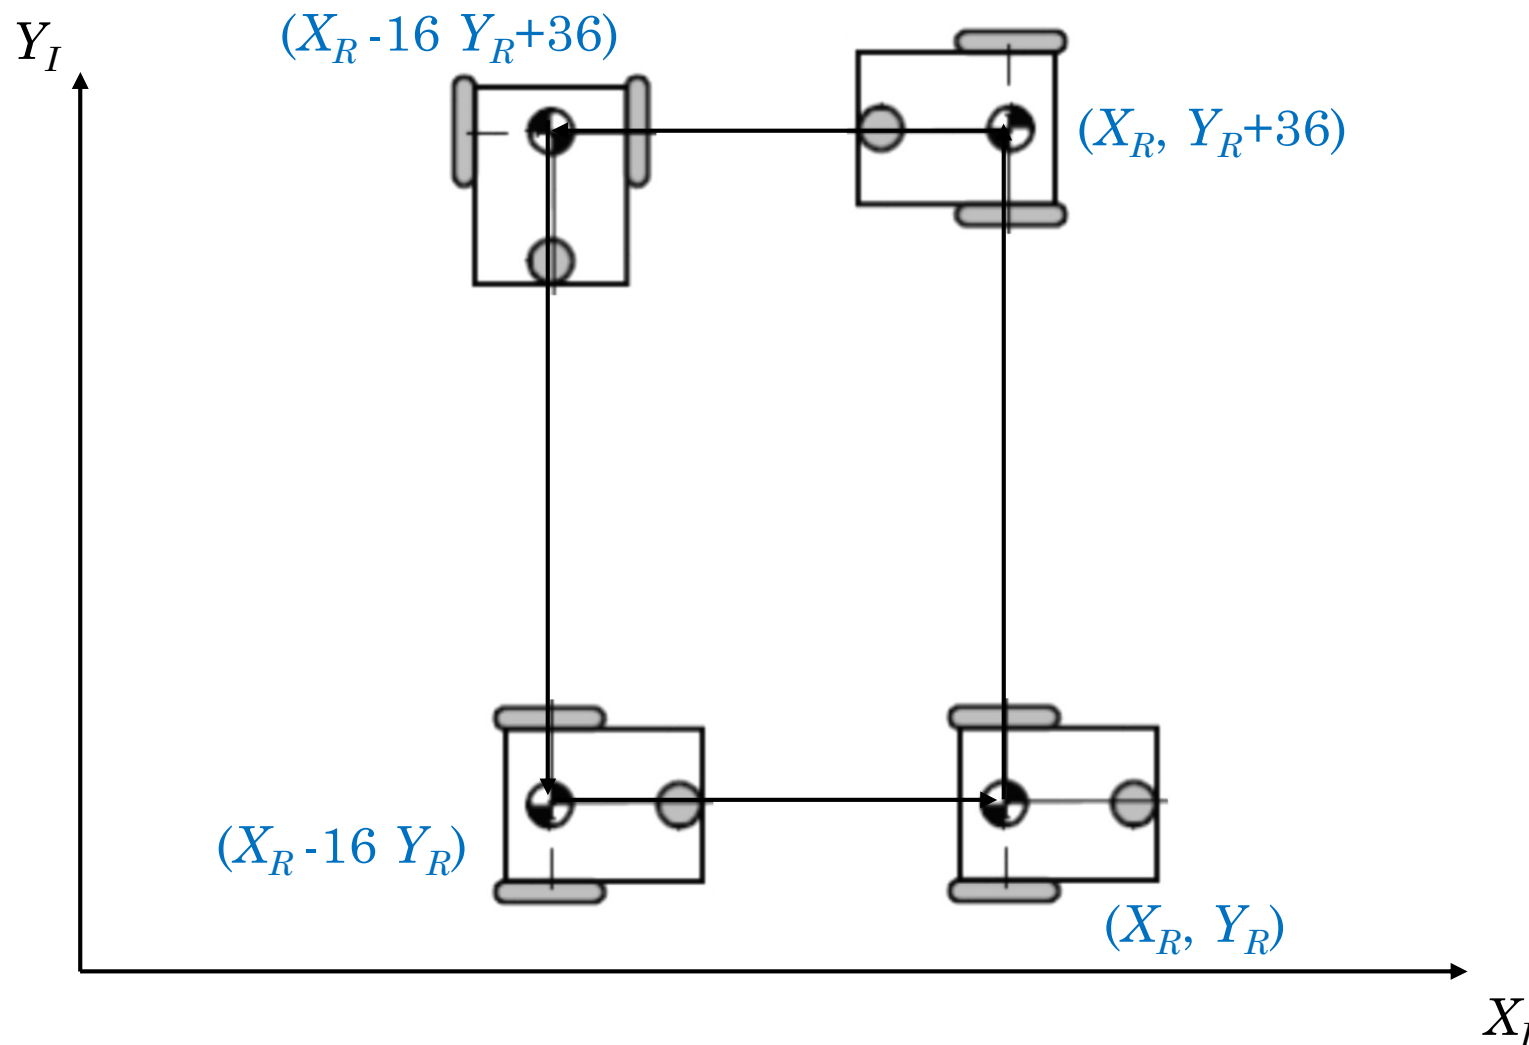 Y_I
(X_R -16 Y_R+36)
(X_R, Y_R+36)
(X_R -16 Y_R)
(X_R, Y_R)
X_I